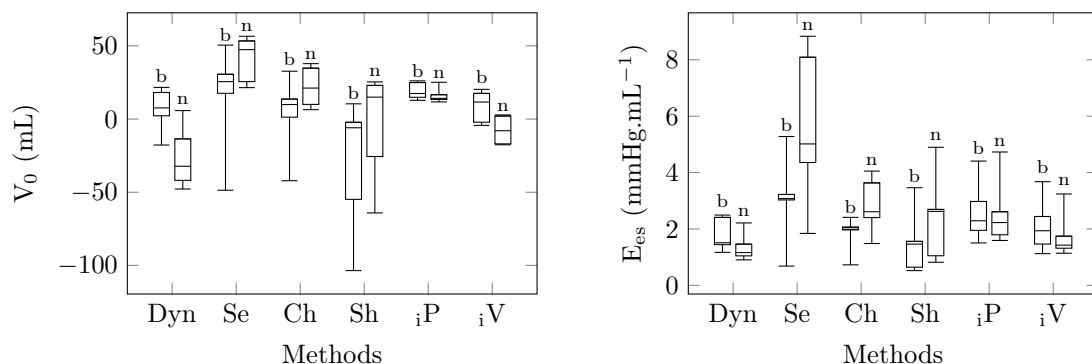 50
0
−50
−100
V₀ (mL)
b n b n b n b n b n b n
Dyn Se Ch Sh ᵢP ᵢV
Methods
8
6
4
2
0
Eₑₛ (mmHg.mL⁻¹)
b n b n b n b n b n b n
Dyn Se Ch Sh ᵢP ᵢV
Methods